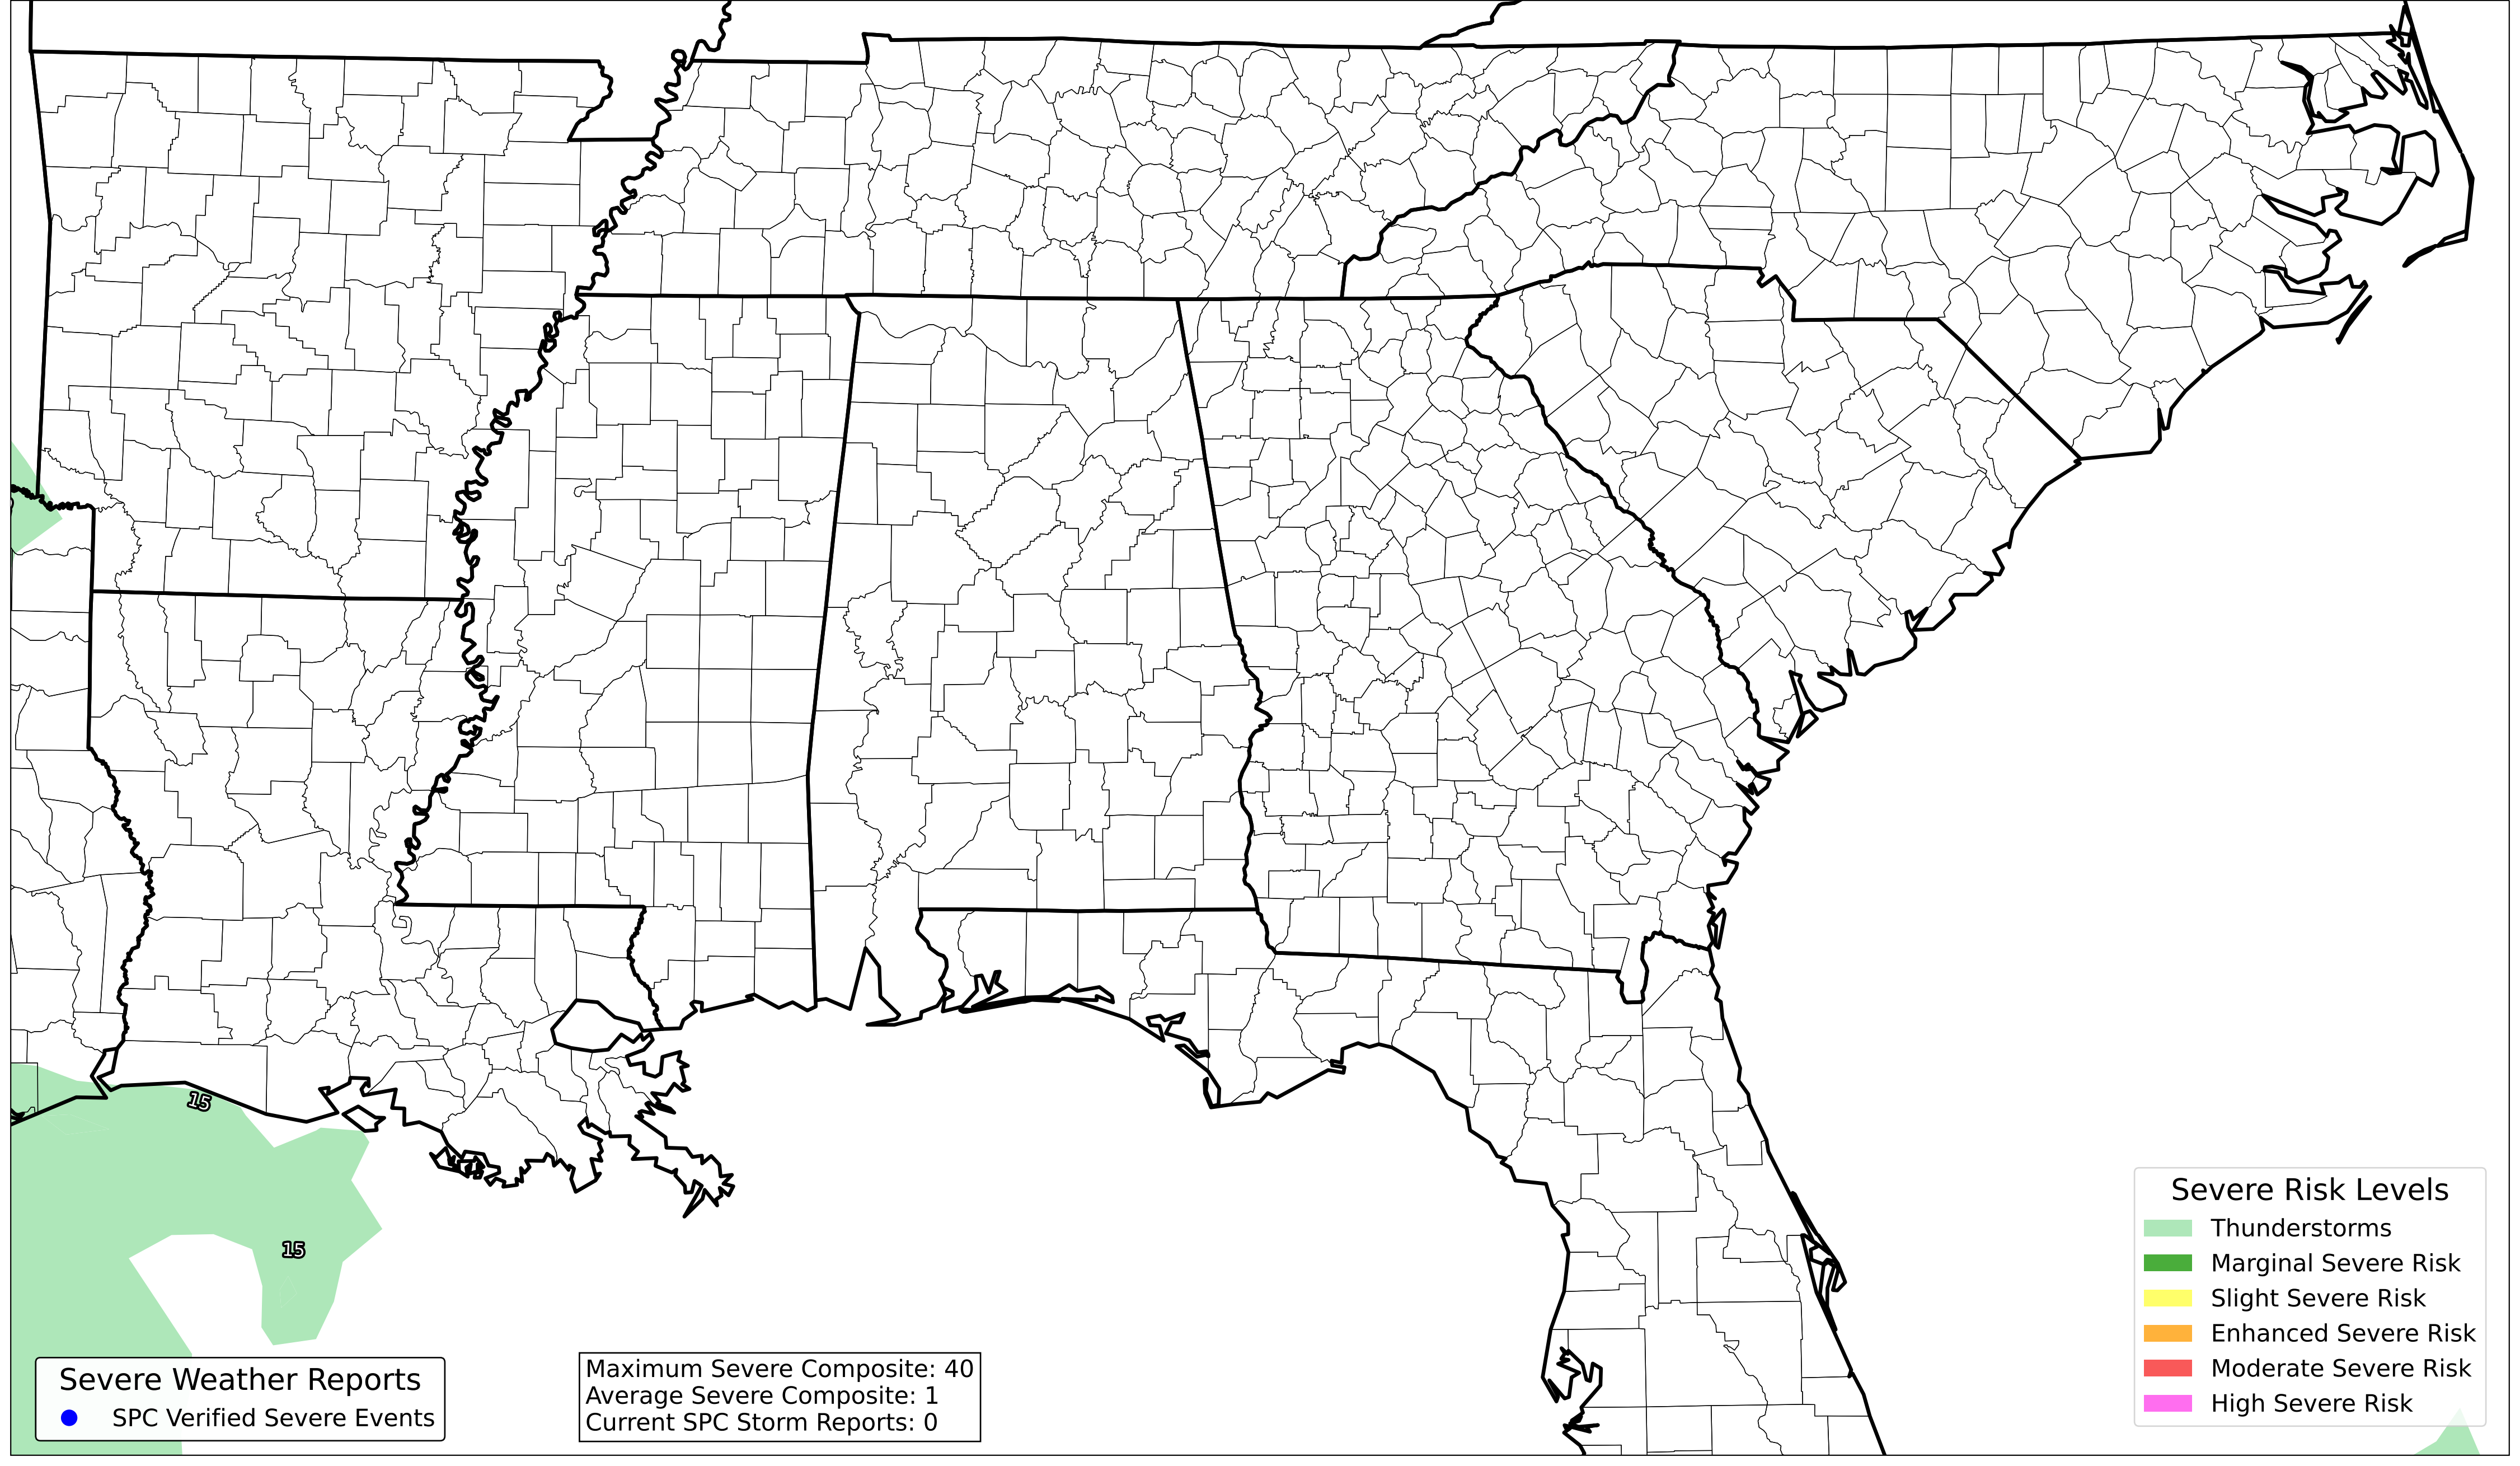 15
15
Severe Risk Levels
Thunderstorms
Marginal Severe Risk
Slight Severe Risk
Enhanced Severe Risk
Moderate Severe Risk
High Severe Risk
Severe Weather Reports
SPC Verified Severe Events
Maximum Severe Composite: 40
Average Severe Composite: 1
Current SPC Storm Reports: 0